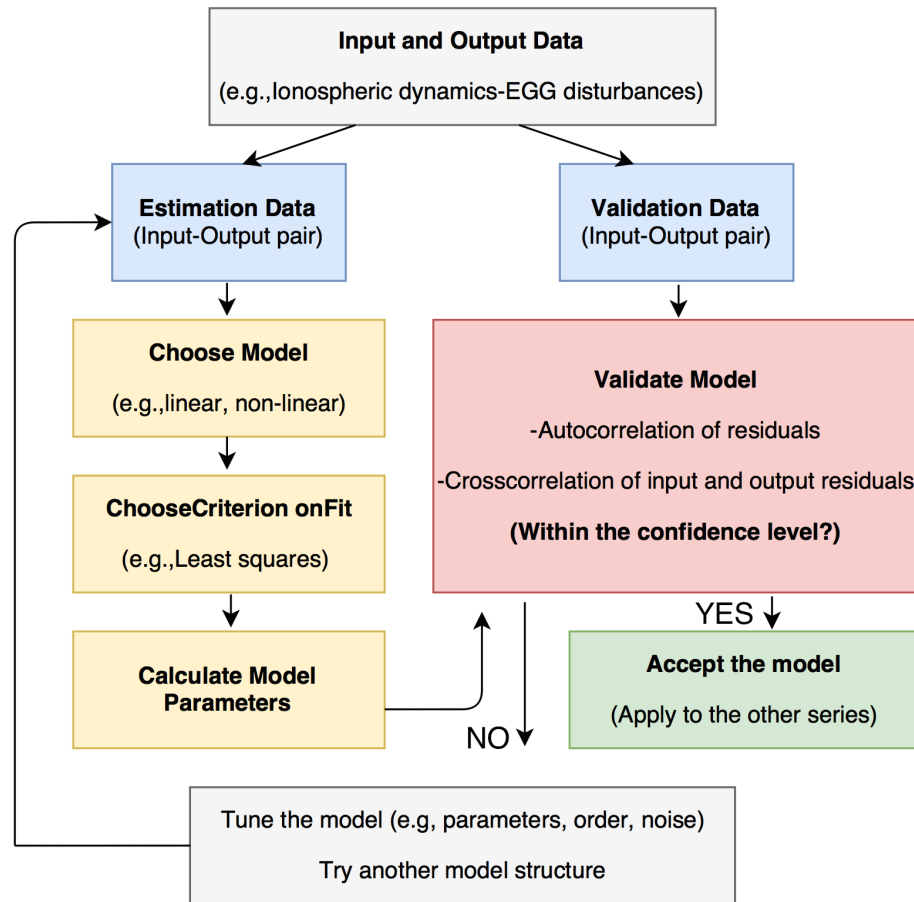 Input and Output Data
(e.g.,Ionospheric dynamics-EGG disturbances)
Estimation Data
(Input-Output pair)
Validation Data
(Input-Output pair)
Choose Model
(e.g.,linear, non-linear)
ChooseCriterion onFit
(e.g.,Least squares)
Calculate Model
Parameters
Validate Model
-Autocorrelation of residuals
-Crosscorrelation of input and output residuals
(Within the confidence level?)
YES
NO
Accept the model
(Apply to the other series)
Tune the model (e.g, parameters, order, noise)
Try another model structure